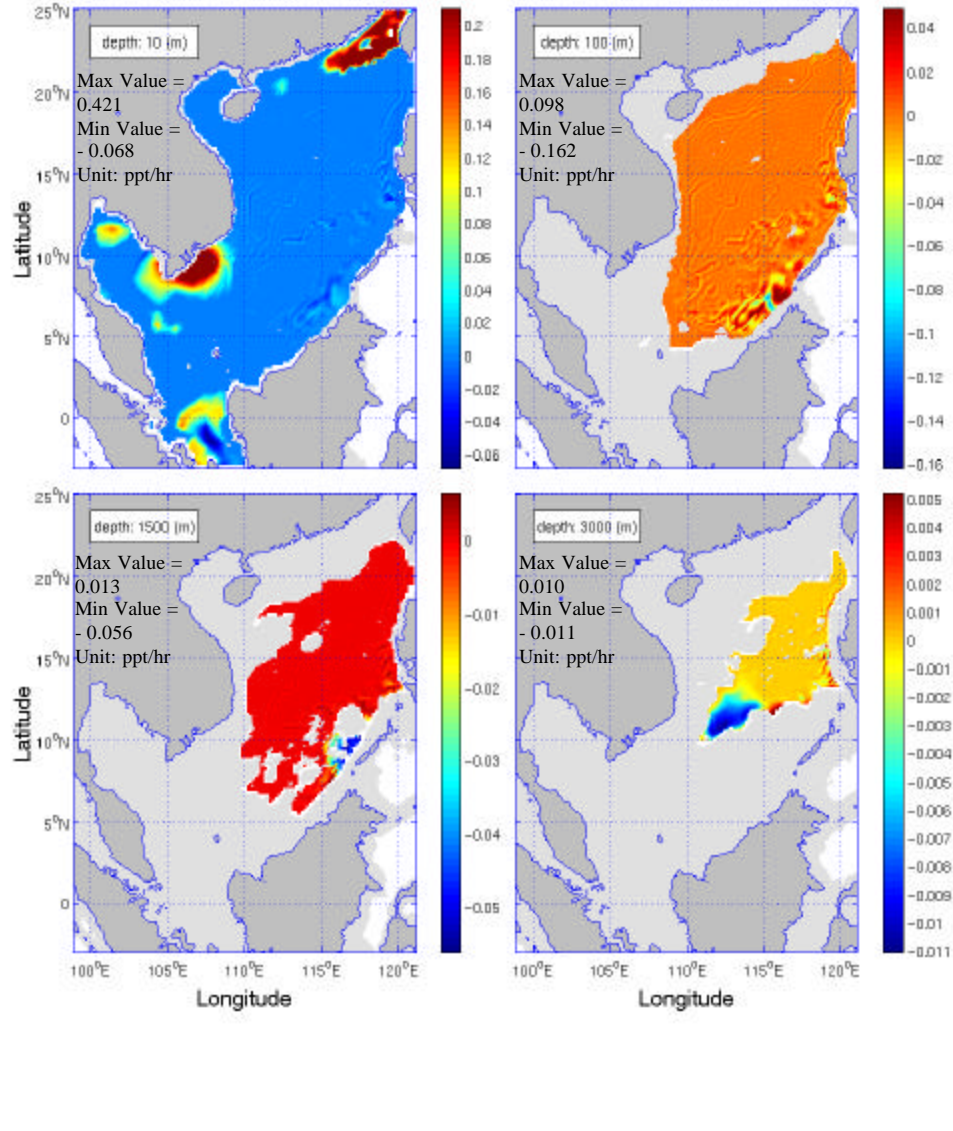 25°N
20°N
15°N
10°N
5°N
0
Latitude
depth: 10 (m)
Max Value =
0.421
Min Value =
- 0.068
Unit: ppt/hr
0.2
0.18
0.16
0.14
0.12
0.1
0.08
0.06
0.04
0.02
0
-0.02
-0.04
-0.06
depth: 100 (m)
Max Value =
0.098
Min Value =
- 0.162
Unit: ppt/hr
0.04
0.02
0
-0.02
-0.04
-0.06
-0.08
-0.1
-0.12
-0.14
-0.16
25°N
20°N
15°N
10°N
5°N
0
Latitude
depth: 1500 (m)
Max Value =
0.013
Min Value =
- 0.056
Unit: ppt/hr
0
-0.01
-0.02
-0.03
-0.04
-0.05
100°E 105°E 110°E 115°E 120°E
Longitude
depth: 3000 (m)
Max Value =
0.010
Min Value =
- 0.011
Unit: ppt/hr
0.005
0.004
0.003
0.002
0.001
0
-0.001
-0.002
-0.003
-0.004
-0.005
-0.006
-0.007
-0.008
-0.009
-0.01
-0.011
100°E 105°E 110°E 115°E 120°E
Longitude